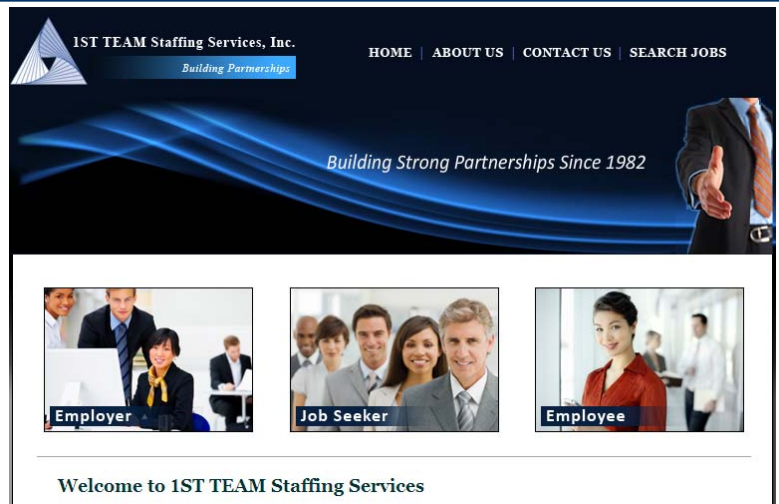 1ST TEAM Staffing Services, Inc.
Building Partnerships
HOME | ABOUT US | CONTACT US | SEARCH JOBS
Building Strong Partnerships Since 1982
Employer
Job Seeker
Employee
Welcome to 1ST TEAM Staffing Services